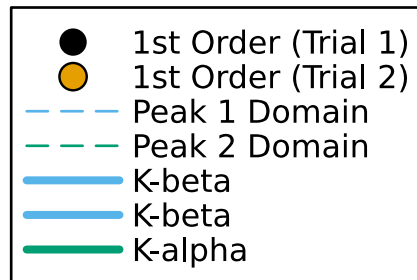 1st Order (Trial 1)
1st Order (Trial 2)
Peak 1 Domain
Peak 2 Domain
K-beta
K-beta
K-alpha